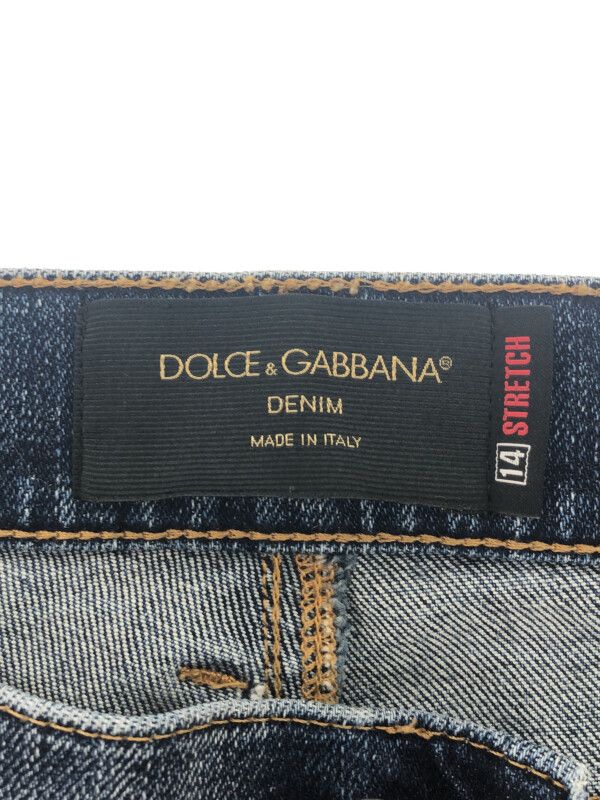 DOLCE & GABBANA®
DENIM
MADE IN ITALY
14 STRETCH